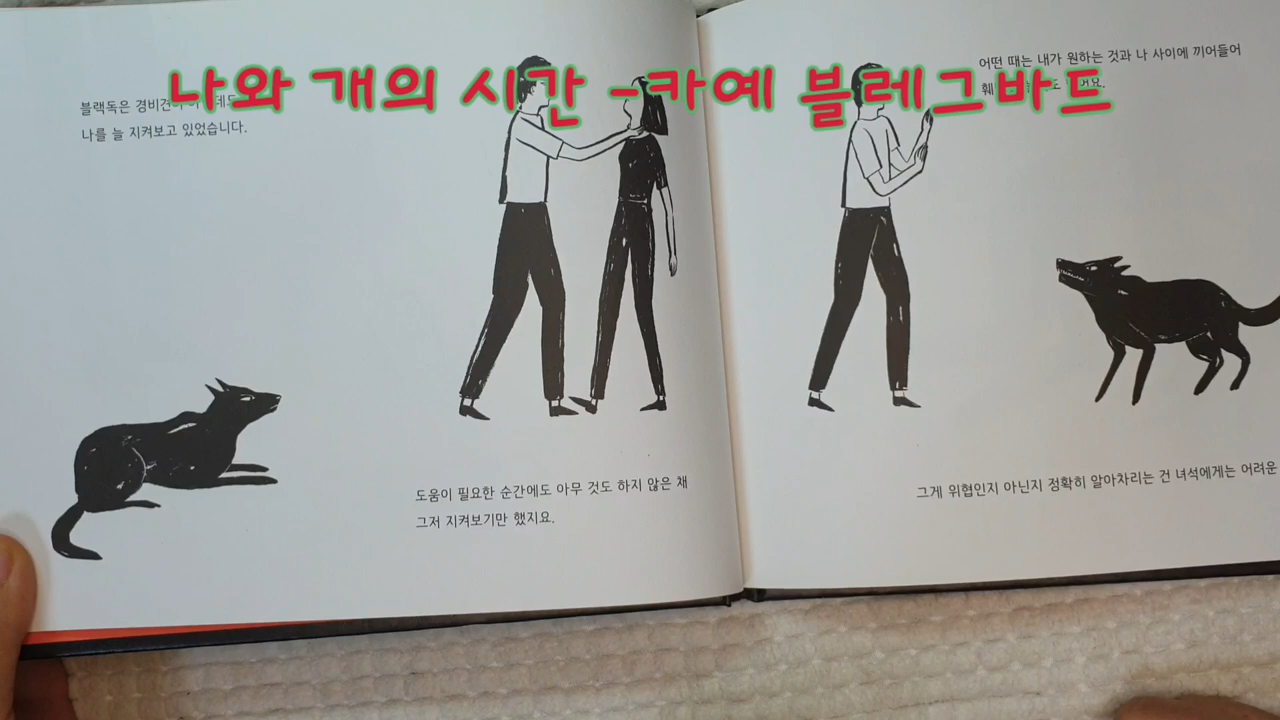 나와 개의 시간 -카예 블레그바드
블랙독은 경비견
나를 늘 지켜보고 있었습니다.
도움이 필요한 순간에도 아무 것도 하지 않은 채
그저 지켜보기만 했지요.
어떤 때는 내가 원하는 것과 나 사이에 끼어들어
그게 위협인지 아닌지 정확히 알아차리는 건 녀석에게는 어려운